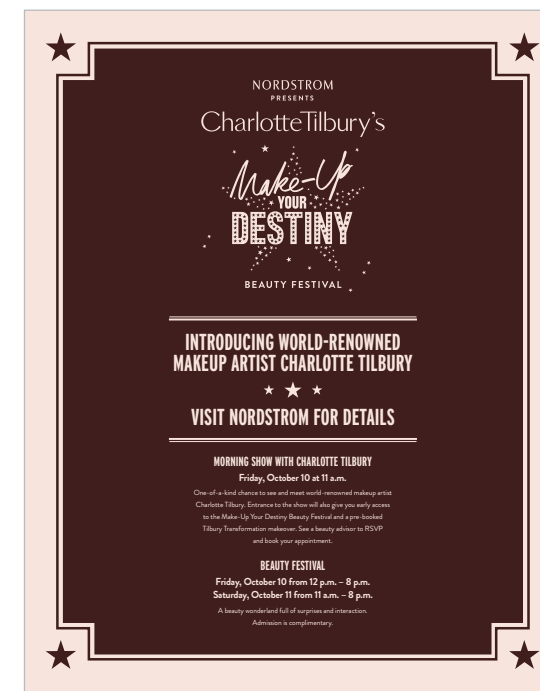 NORDSTROM
PRESENTS
CharlotteTilbury's
Make-Up
YOUR
DESTINY
BEAUTY FESTIVAL
INTRODUCING WORLD-RENOWNED
MAKEUP ARTIST CHARLOTTE TILBURY
VISIT NORDSTROM FOR DETAILS
MORNING SHOW WITH CHARLOTTE TILBURY
Friday, October 10 at 11 a.m.
One-of-a-kind chance to see and meet world-renowned makeup artist
Charlotte Tilbury. Entrance to the show will also give you early access
to the Make-Up Your Destiny Beauty Festival and a pre-booked
Tilbury Transformation makeover. See a beauty advisor to RSVP
and book your appointment.
BEAUTY FESTIVAL
Friday, October 10 from 12 p.m. – 8 p.m.
Saturday, October 11 from 11 a.m. – 8 p.m.
A beauty wonderland full of surprises and interaction.
Admission is complimentary.